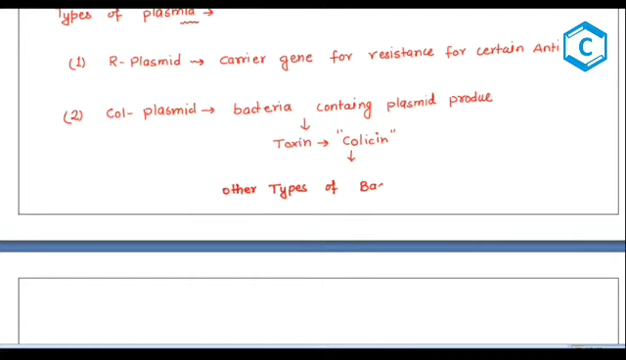 Types of plasmid →
(1) R-Plasmid → Carrier gene for resistance for certain Anti
(2) Col-plasmid → bacteria containg plasmid produe
↓
Toxin → "Colicin"
↓
other Types of Ba
C